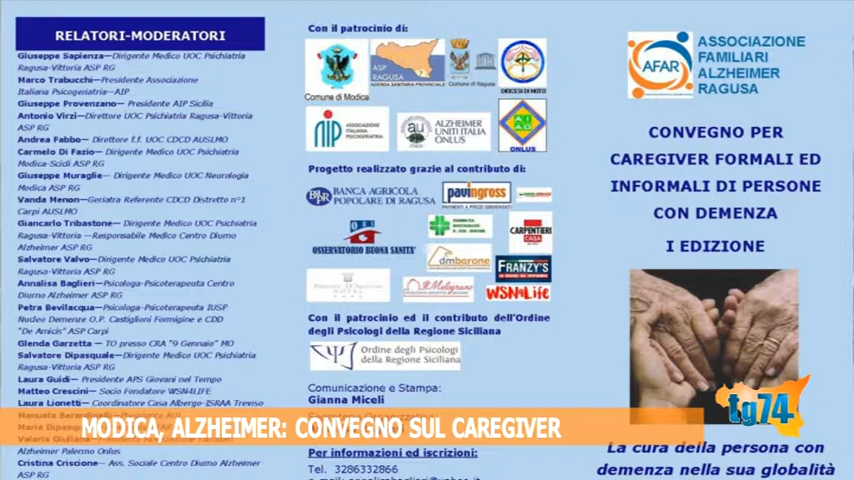 RELATORI-MODERATORI
Giuseppe Sapienza—Dirigente Medico UOC Psichiatria
Ragusa-Vittoria ASP RG
Marco Trabucchi—Presidente Associazione
Italiana Psicogeriatria—AIP
Giuseppe Provenzano— Presidente AIP Sicilia
Antonio Virzì—Direttore UOC Psichiatria Ragusa-Vittoria
ASP RG
Andrea Fabbo— Direttore f.f. UOC CDCD AUSLMO
Carmelo Di Fazio—Dirigente Medico UOC Psichiatria
Modica-Scidi ASP RG
Giuseppe Muraglie— Dirigente Medico UOC Neurologia
Modica ASP RG
Vanda Menon—Geriatra Referente CDCD Distretto n°1
Carpi AUSLMO
Giancarlo Tribastone— Dirigente Medico UOC Psichiatria
Ragusa-Vittoria —Responsabile Medico Centro Diurno
Alzheimer ASP RG
Salvatore Valvo—Dirigente Medico UOC Psichiatria
Ragusa-Vittoria ASP RG
Annalisa Baglieri—Psicologa-Psicoterapeuta Centro
Diurno Alzheimer ASP RG
Petra Bevilacqua—Psicologa-Psicoterapeuta IUSP
Nucleo Demenze O.P. Castiglioni Formigine e CDD
"De Amicis" ASP Carpi
Glenda Garzetta — TO presso CRA "9 Gennaio" MO
Salvatore Dipasquale—Dirigente Medico UOC Psichiatria
Ragusa-Vittoria ASP RG
Laura Guidi— Presidente APS Giovani nel Tempo
Matteo Crescini— Socio Fondatore WSN4LIFE
Laura Lionetti— Coordinatore Casa Albergo-ISRAA Treviso
Alzheimer Palermo Onlus
Cristina Criscione— Ass. Sociale Centro Diurno Alzheimer
ASP RG
Con il patrocinio di:
Comune di Modica
ASP
RAGUSA
AZIENDA SANITARIA PROVINCIALE
Comune di Ragusa
DIOCESI DI NOTO
AIP
ASSOCIAZIONE
ITALIANA
PSICOGERIATRIA
AU
ALZHEIMER
UNITI ITALIA
ONLUS
ONLUS
Progetto realizzato grazie al contributo di:
BAPR
BANCA AGRICOLA
POPOLARE DI RAGUSA
pavingross
OSSERVATORIO BUONA SANITA'
CARPENTIERI
CASA
dmbarone
FRANZY'S
Il Melograno
WSN4Life
Con il patrocinio ed il contributo dell'Ordine
degli Psicologi della Regione Siciliana
Ordine degli Psicologi
della Regione Siciliana
Comunicazione e Stampa:
Gianna Miceli
Per informazioni ed iscrizioni:
Tel. 3286332866
AFAR
ASSOCIAZIONE
FAMILIARI
ALZHEIMER
RAGUSA
CONVEGNO PER
CAREGIVER FORMALI ED
INFORMALI DI PERSONE
CON DEMENZA
I EDIZIONE
La cura della persona con
demenza nella sua globalità
MODICA, ALZHEIMER: CONVEGNO SUL CAREGIVER
tg74